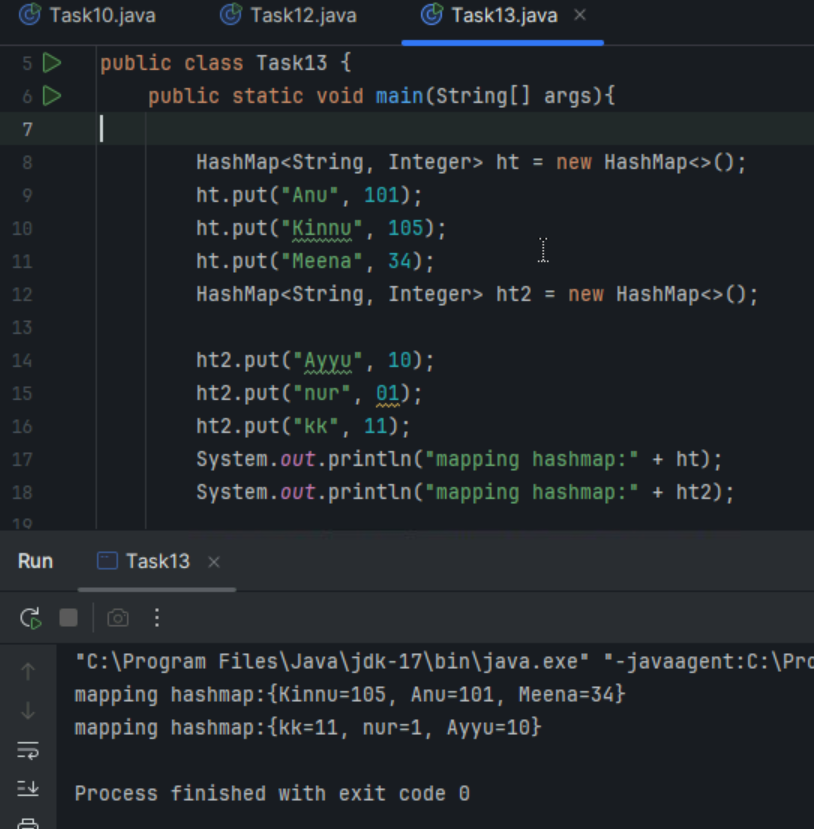 Task10.java Task12.java Task13.java
5 public class Task13 {
6 public static void main(String[] args){
7
8 HashMap<String, Integer> ht = new HashMap<>();
9 ht.put("Anu", 101);
10 ht.put("Kinnu", 105);
11 ht.put("Meena", 34);
12 HashMap<String, Integer> ht2 = new HashMap<>();
13
14 ht2.put("Ayyu", 10);
15 ht2.put("nur", 01);
16 ht2.put("kk", 11);
17 System.out.println("mapping hashmap:" + ht);
18 System.out.println("mapping hashmap:" + ht2);
19
Run Task13
"C:\Program Files\Java\jdk-17\bin\java.exe" "-javaagent:C:\Pro
mapping hashmap:{Kinnu=105, Anu=101, Meena=34}
mapping hashmap:{kk=11, nur=1, Ayyu=10}
Process finished with exit code 0